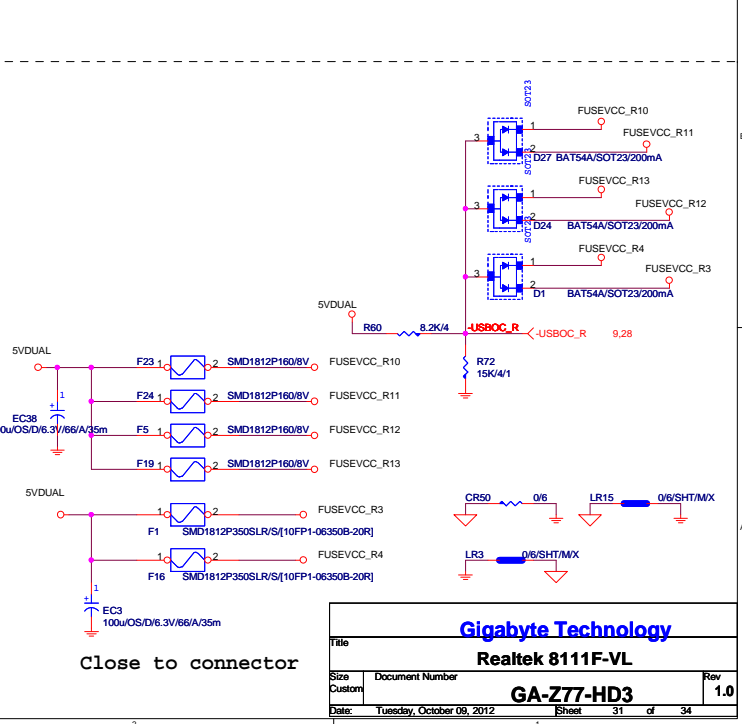 SOT23
FUSEVCC_R10
1
FUSEVCC_R11
3
2
D27 BAT54A/SOT23/200mA
SOT23
FUSEVCC_R13
1
FUSEVCC_R12
3
2
D24 BAT54A/SOT23/200mA
SOT23
FUSEVCC_R4
1
FUSEVCC_R3
3
2
D1 BAT54A/SOT23/200mA
5VDUAL
R60 8.2K/4 -USBOC_R -USBOC_R 9,28
R72
15K/4/1
5VDUAL
F23 1 2 SMD1812P160/8V FUSEVCC_R10
1
+
EC38
0u/OS/D/6.3V/66/A/35m
F24 1 2 SMD1812P160/8V FUSEVCC_R11
F5 1 2 SMD1812P160/8V FUSEVCC_R12
F19 1 2 SMD1812P160/8V FUSEVCC_R13
5VDUAL
1 2 FUSEVCC_R3
F1 SMD1812P350SLR/S/[10FP1-06350B-20R]
1 2 FUSEVCC_R4
F16 SMD1812P350SLR/S/[10FP1-06350B-20R]
1
+
EC3
100u/OS/D/6.3V/66/A/35m
CR50 0/6
LR15 0/6/SHT/M/X
LR3 0/6/SHT/M/X
Close to connector
Gigabyte Technology
Title
Realtek 8111F-VL
Size Document Number Rev
Custom GA-Z77-HD3 1.0
Date: Tuesday, October 09, 2012 Sheet 31 of 34